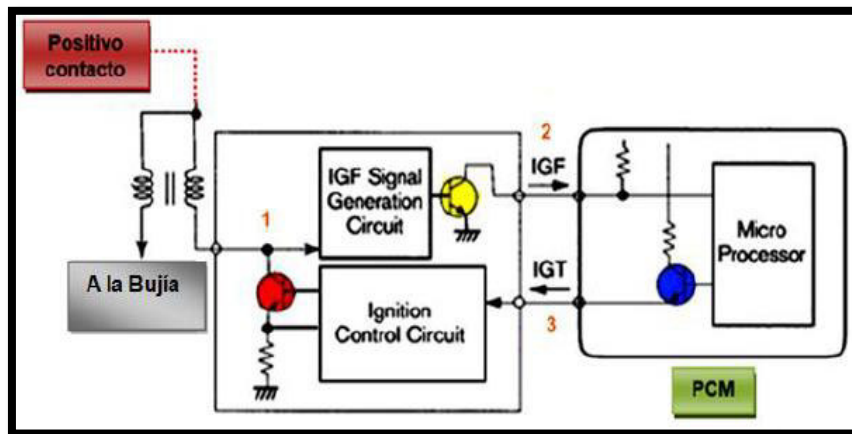 Positivo
contacto
A la Bujía
1
IGF Signal
Generation
Circuit
Ignition
Control Circuit
2
IGF
IGT
3
Micro
Processor
PCM